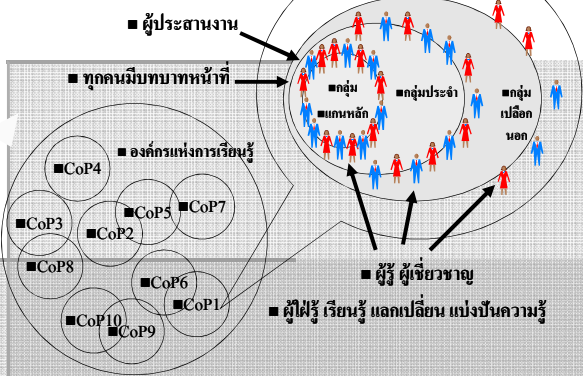 ■ ผู้ประสานงาน
■ ทุกคนมีบทบาทหน้าที่
■กลุ่ม
■แกนหลัก
■กลุ่มประจำ
■กลุ่ม
เปลือก
นอก
■ องค์กรแห่งการเรียนรู้
■CoP4
■CoP5
■CoP7
■CoP3
■CoP2
■CoP8
■CoP6
■CoP1
■CoP10
■CoP9
■ ผู้รู้ ผู้เชี่ยวชาญ
■ ผู้ใฝ่รู้ เรียนรู้ แลกเปลี่ยน แบ่งปันความรู้